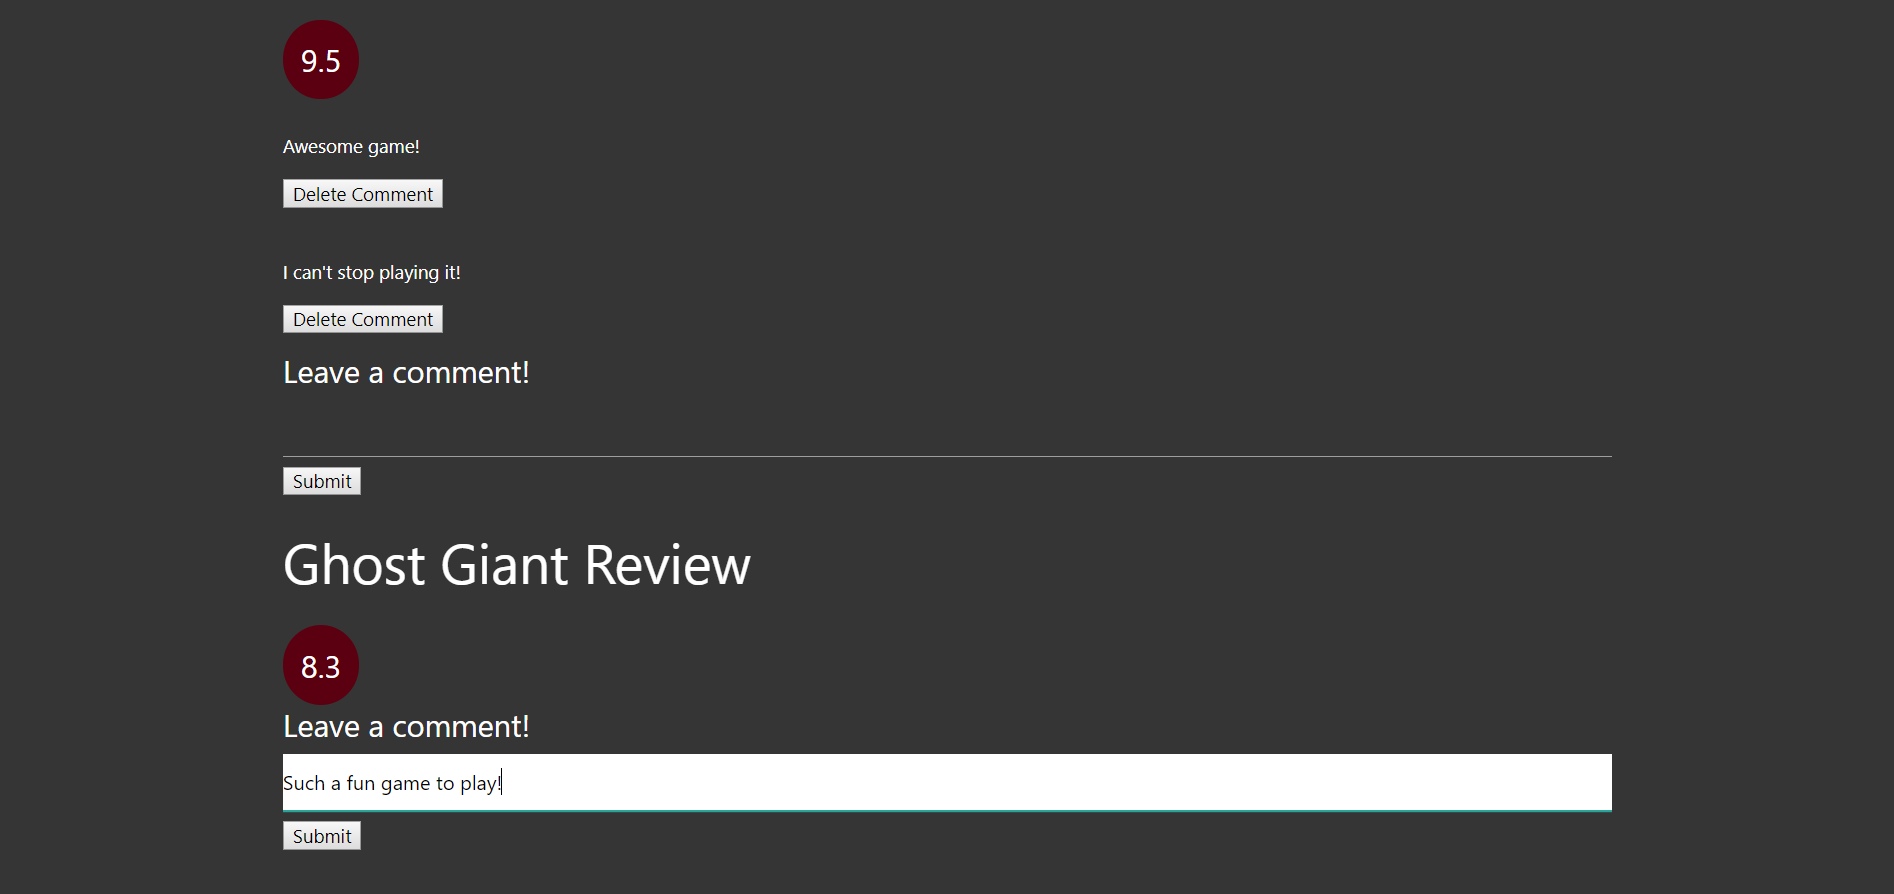 9.5
Awesome game!
Delete Comment
I can't stop playing it!
Delete Comment
Leave a comment!
Submit
Ghost Giant Review
8.3
Leave a comment!
Such a fun game to play!
Submit